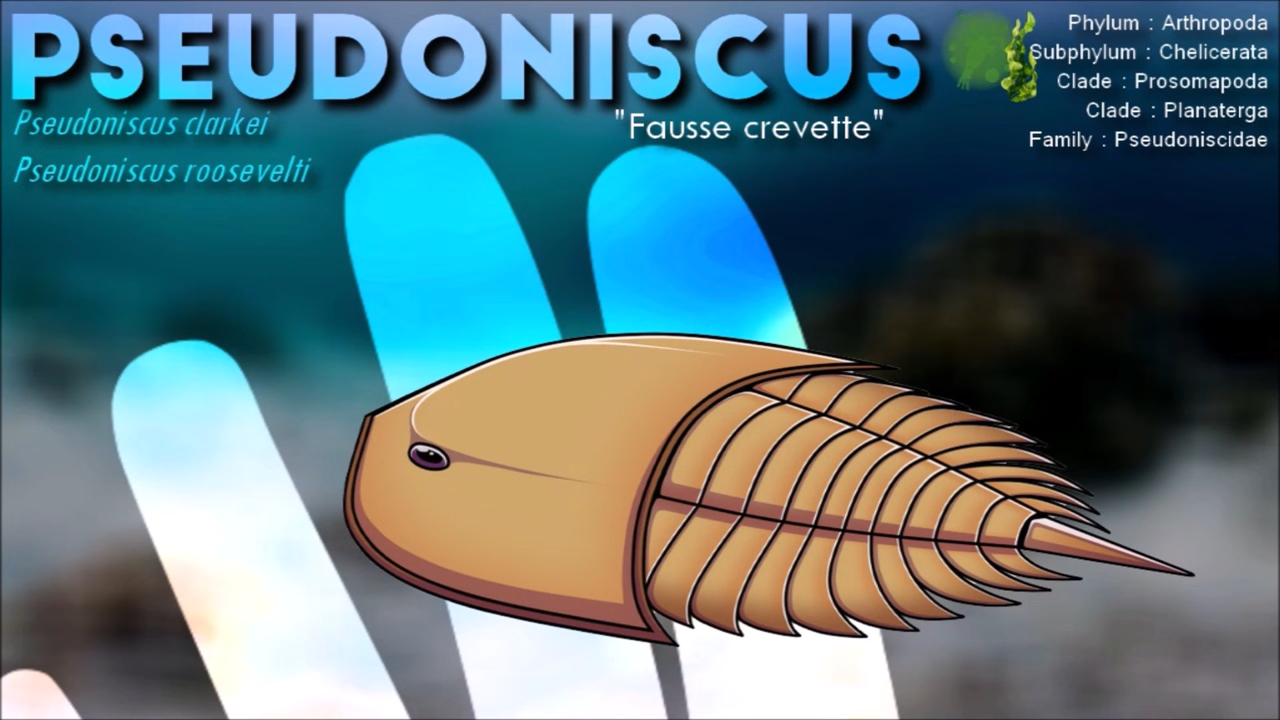 PSEUDONISCUS
Pseudoniscus clarkei
Pseudoniscus roosevelti
"Fausse crevette"
Phylum : Arthropoda
Subphylum : Chelicerata
Clade : Prosomapoda
Clade : Planaterga
Family : Pseudoniscidae